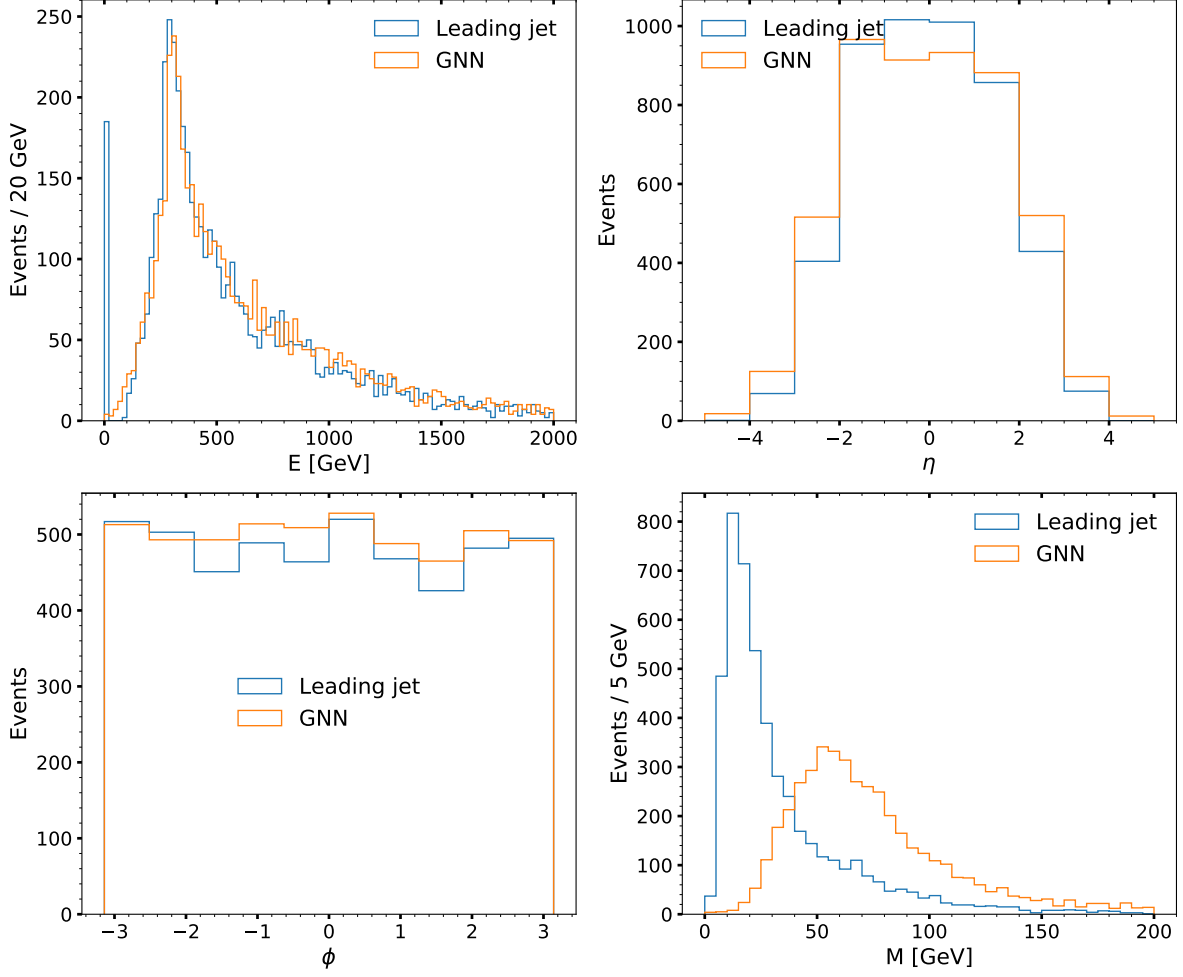 Events / 20 GeV
250
200
150
100
50
0
Leading jet
GNN
0 500 1000 1500 2000
E [GeV]
Events
1000
800
600
400
200
0
Leading jet
GNN
−4 −2 0 2 4
η
Events
500
400
300
200
100
0
Leading jet
GNN
−3 −2 −1 0 1 2 3
ϕ
Events / 5 GeV
800
700
600
500
400
300
200
100
0
Leading jet
GNN
0 50 100 150 200
M [GeV]